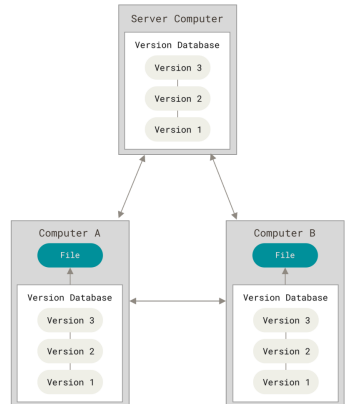 Server Computer
Version Database
Version 3
Version 2
Version 1
Computer A
File
Version Database
Version 3
Version 2
Version 1
Computer B
File
Version Database
Version 3
Version 2
Version 1